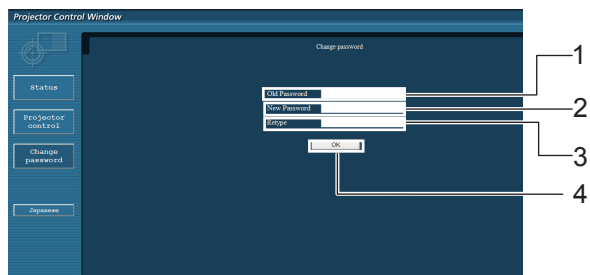 Projector Control Window
Change password
Status
Projector
control
Change
password
Japanese
Old Password
New Password
Retype
OK
1
2
3
4